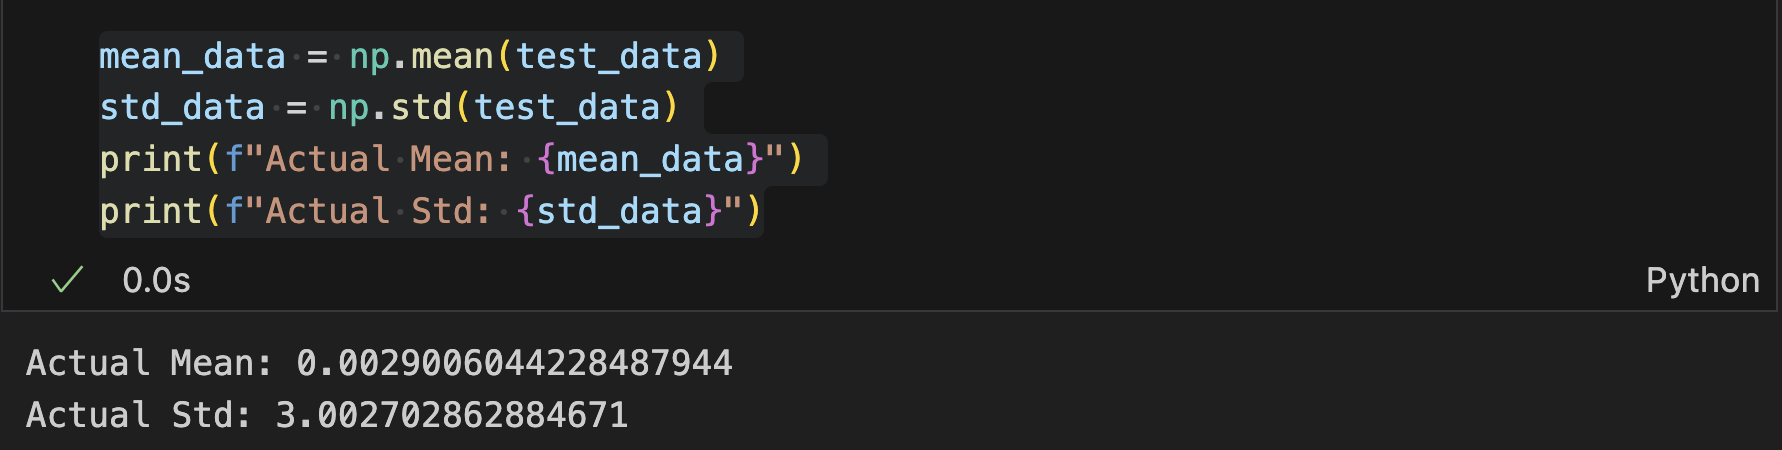 mean_data = np.mean(test_data)
std_data = np.std(test_data)
print(f"Actual Mean: {mean_data}")
print(f"Actual Std: {std_data}")
0.0s
Python
Actual Mean: 0.0029006044228487944
Actual Std: 3.002702862884671